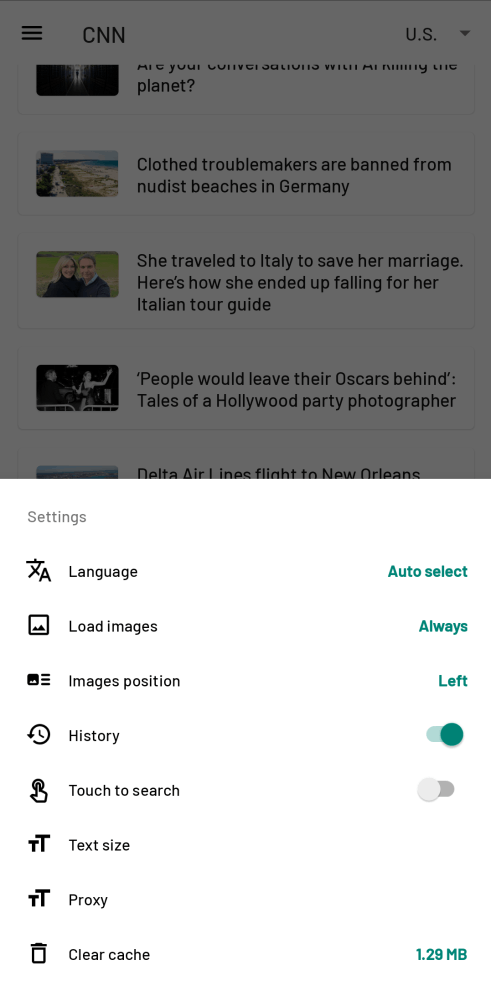 CNN
U.S.
Are your conversations with AI killing the
planet?
Clothed troublemakers are banned from
nudist beaches in Germany
She traveled to Italy to save her marriage.
Here's how she ended up falling for her
Italian tour guide
‘People would leave their Oscars behind’:
Tales of a Hollywood party photographer
Delta Air Lines flight to New Orleans
Settings
Language
Auto select
Load images
Always
Images position
Left
History
Touch to search
Text size
Proxy
Clear cache
1.29 MB